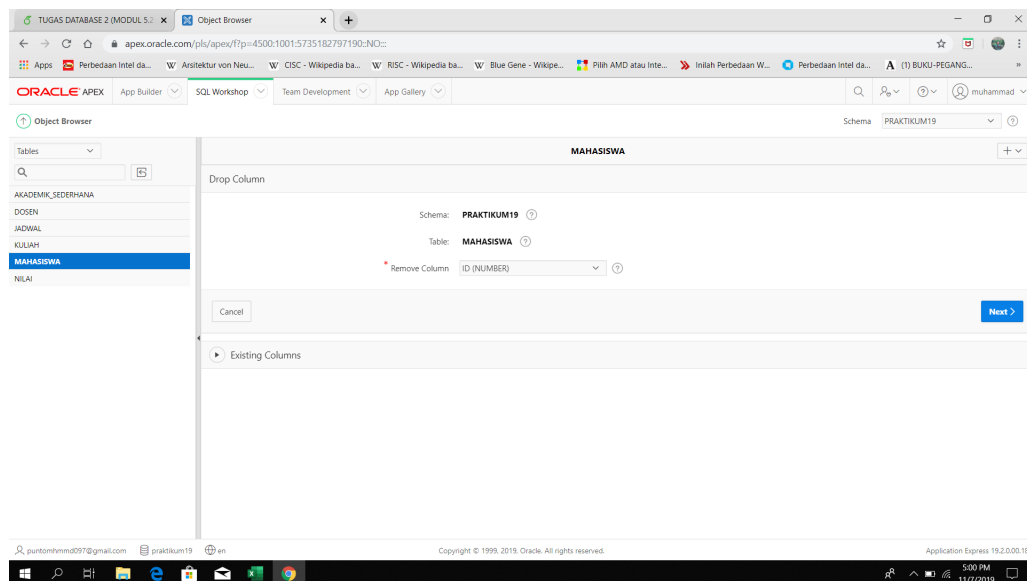 TUGAS DATABASE 2 (MODUL 5.2
Object Browser
apex.oracle.com/pls/apex/f?p=4500:1001:5735182797190::NO:::
Apps Perbedaan Intel da... Arsitektur von Neu... CISC - Wikipedia ba... RISC - Wikipedia ba... Blue Gene - Wikipe... Pilih AMD atau Inte... Inilah Perbedaan W... Perbedaan Intel da... (1) BUKU-PEGANG... »
ORACLE APEX App Builder SQL Workshop Team Development App Gallery muhammad
Object Browser Schema PRAKTIKUM19
Tables
MAHASISWA
AKADEMIK_SEDERHANA
DOSEN
JADWAL
KULIAH
MAHASISWA
NILAI
Drop Column
Schema: PRAKTIKUM19
Table: MAHASISWA
* Remove Column ID (NUMBER)
Cancel Next >
Existing Columns
puntomhmmd097@gmail.com praktikum19 en Copyright © 1999, 2019, Oracle. All rights reserved. Application Express 19.2.0.00.18
5:00 PM
11/7/2019